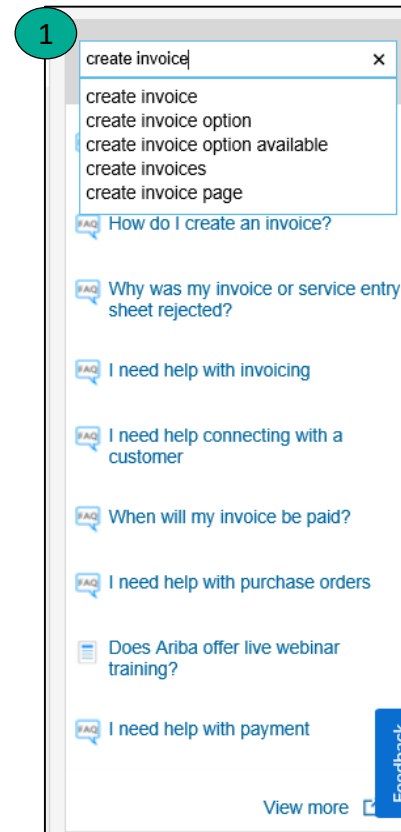 1
create invoice
create invoice
create invoice option
create invoice option available
create invoices
create invoice page
FAQ How do I create an invoice?
FAQ Why was my invoice or service entry
sheet rejected?
FAQ I need help with invoicing
FAQ I need help connecting with a
customer
FAQ When will my invoice be paid?
FAQ I need help with purchase orders
Does Ariba offer live webinar
training?
FAQ I need help with payment
Feedback
View more